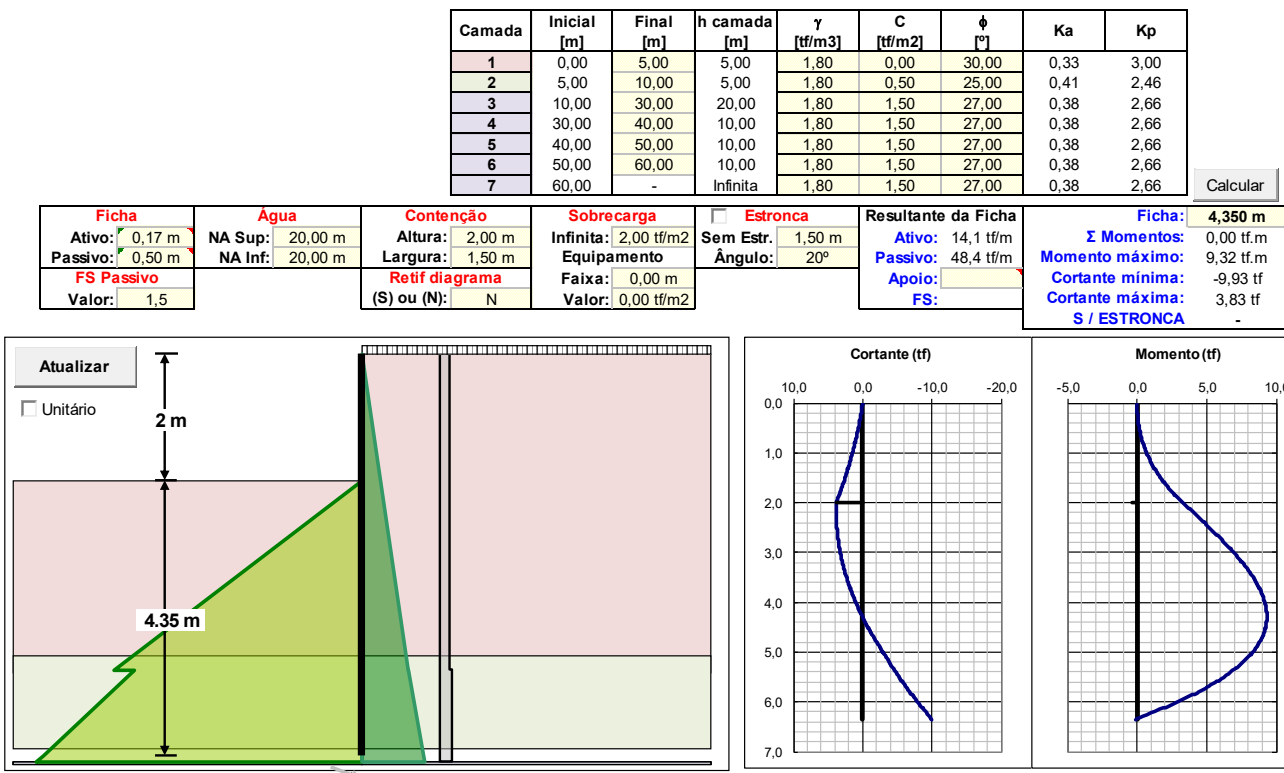 Camada Inicial [m] Final [m] h camada [m] γ [tf/m3] C [tf/m2] ϕ [º] Ka Kp
1 0,00 5,00 5,00 1,80 0,00 30,00 0,33 3,00
2 5,00 10,00 5,00 1,80 0,50 25,00 0,41 2,46
3 10,00 30,00 20,00 1,80 1,50 27,00 0,38 2,66
4 30,00 40,00 10,00 1,80 1,50 27,00 0,38 2,66
5 40,00 50,00 10,00 1,80 1,50 27,00 0,38 2,66
6 50,00 60,00 10,00 1,80 1,50 27,00 0,38 2,66
7 60,00 - Infinita 1,80 1,50 27,00 0,38 2,66
Calcular
Ficha Água Contenção Sobrecarga Estronca Resultante da Ficha Ficha: 4,350 m
Ativo: 0,17 m NA Sup: 20,00 m Altura: 2,00 m Infinita: 2,00 tf/m2 Sem Estr. 1,50 m Ativo: 14,1 tf/m Σ Momentos: 0,00 tf.m
Passivo: 0,50 m NA Inf: 20,00 m Largura: 1,50 m Equipamento Ângulo: 20º Passivo: 48,4 tf/m Momento máximo: 9,32 tf.m
FS Passivo Retif diagrama Faixa: 0,00 m Apoio: Cortante mínima: -9,93 tf
Valor: 1,5 (S) ou (N): N Valor: 0,00 tf/m2 FS: Cortante máxima: 3,83 tf
S / ESTRONCA -
Atualizar
Unitário
2 m
4.35 m
Cortante (tf)
10,0 0,0 -10,0 -20,0
0,0
1,0
2,0
3,0
4,0
5,0
6,0
7,0
Momento (tf)
-5,0 0,0 5,0 10,0